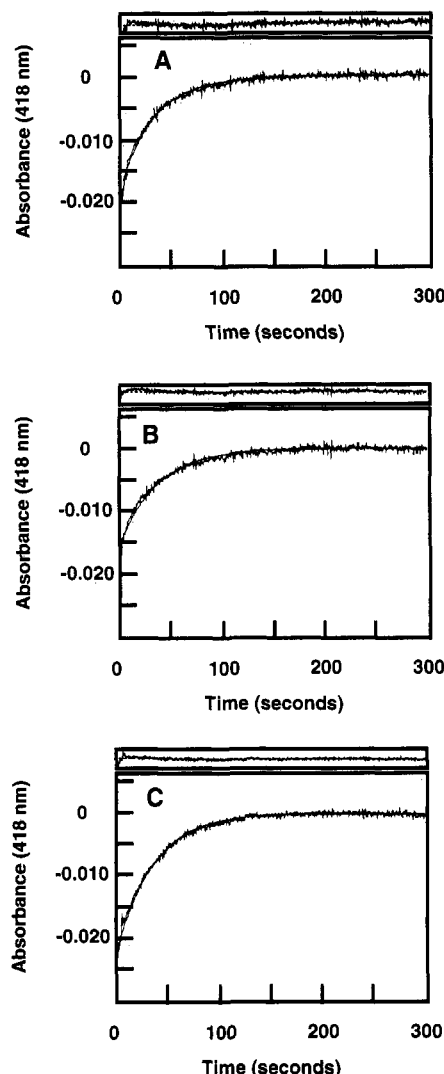 A
Absorbance (418 nm)
0
-0.010
-0.020
0 100 200 300
Time (seconds)
B
Absorbance (418 nm)
0
-0.010
-0.020
0 100 200 300
Time (seconds)
C
Absorbance (418 nm)
0
-0.010
-0.020
0 100 200 300
Time (seconds)